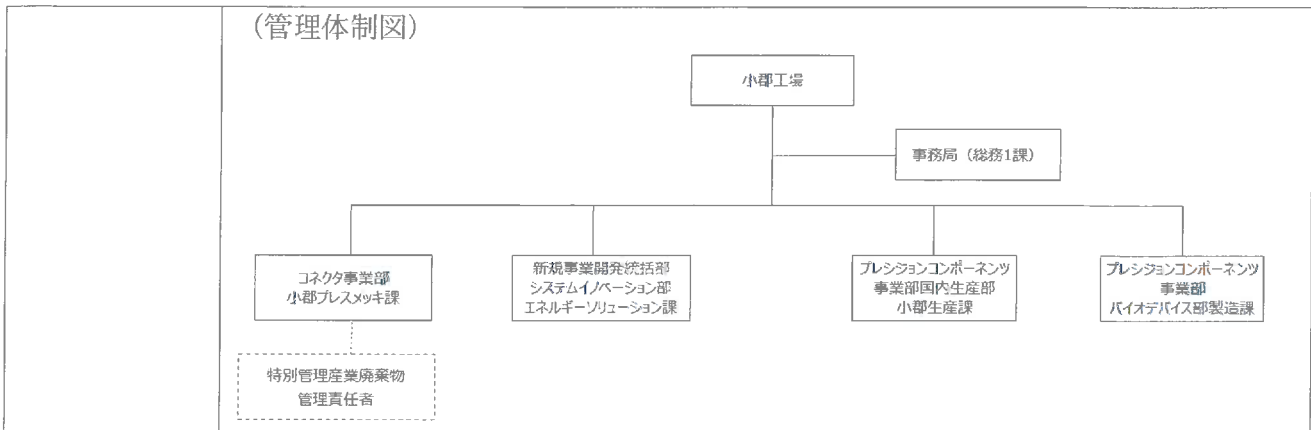 (管理体制図)
小郡工場
事務局（総務1課）
コネクタ事業部
小郡プレスメッキ課
新規事業開発統括部
システムイノベーション部
エネルギーソリューション課
プレシジョンコンポーネンツ
事業部国内生産部
小郡生産課
プレシジョンコンポーネンツ
事業部
バイオデバイス部製造課
特別管理産業廃棄物
管理責任者